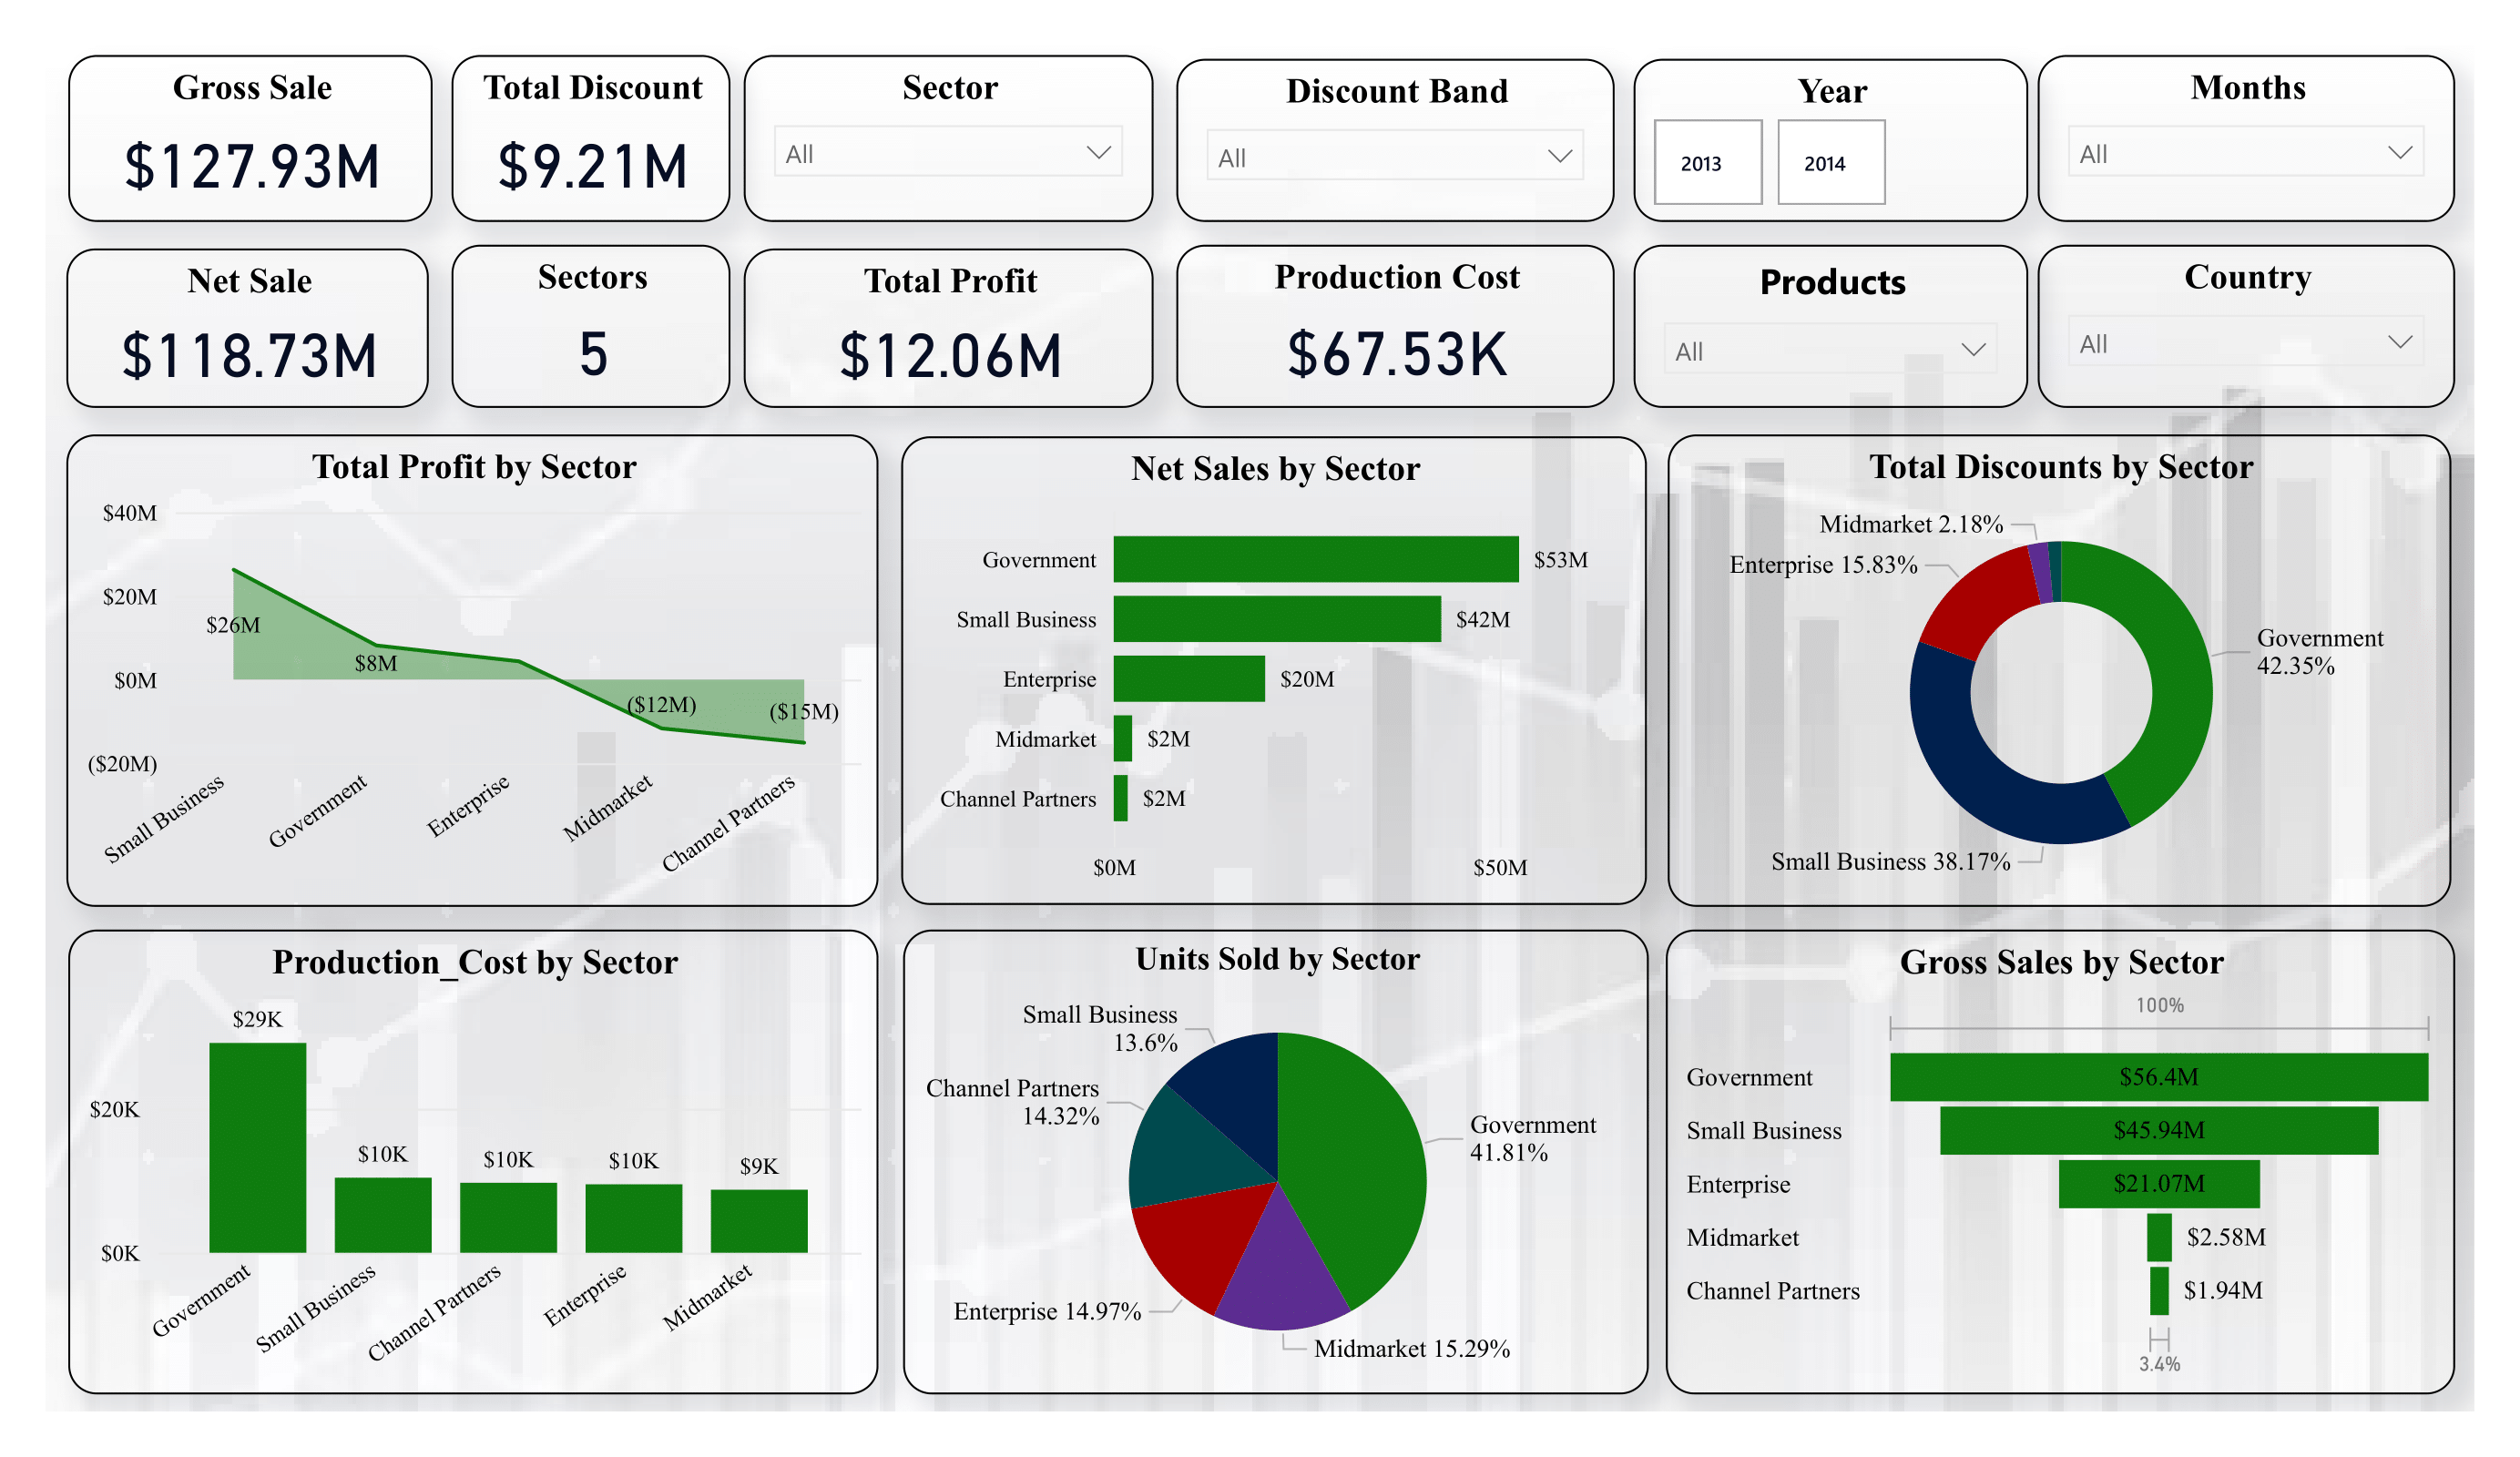 Gross Sale
$127.93M
Total Discount
$9.21M
Sector
All
Discount Band
All
Year
2013
2014
Months
All
Net Sale
$118.73M
Sectors
5
Total Profit
$12.06M
Production Cost
$67.53K
Products
All
Country
All
Total Profit by Sector
$40M
$20M
$0M
($20M)
$26M
$8M
($12M)
($15M)
Small Business
Government
Enterprise
Midmarket
Channel Partners
Net Sales by Sector
Government
$53M
Small Business
$42M
Enterprise
$20M
Midmarket
$2M
Channel Partners
$2M
$0M
$50M
Total Discounts by Sector
Midmarket 2.18%
Enterprise 15.83%
Government
42.35%
Small Business 38.17%
Production_Cost by Sector
$29K
$20K
$10K
$10K
$10K
$9K
$0K
Government
Small Business
Channel Partners
Enterprise
Midmarket
Units Sold by Sector
Small Business
13.6%
Channel Partners
14.32%
Government
41.81%
Enterprise 14.97%
Midmarket 15.29%
Gross Sales by Sector
100%
Government
$56.4M
Small Business
$45.94M
Enterprise
$21.07M
Midmarket
$2.58M
Channel Partners
$1.94M
3.4%